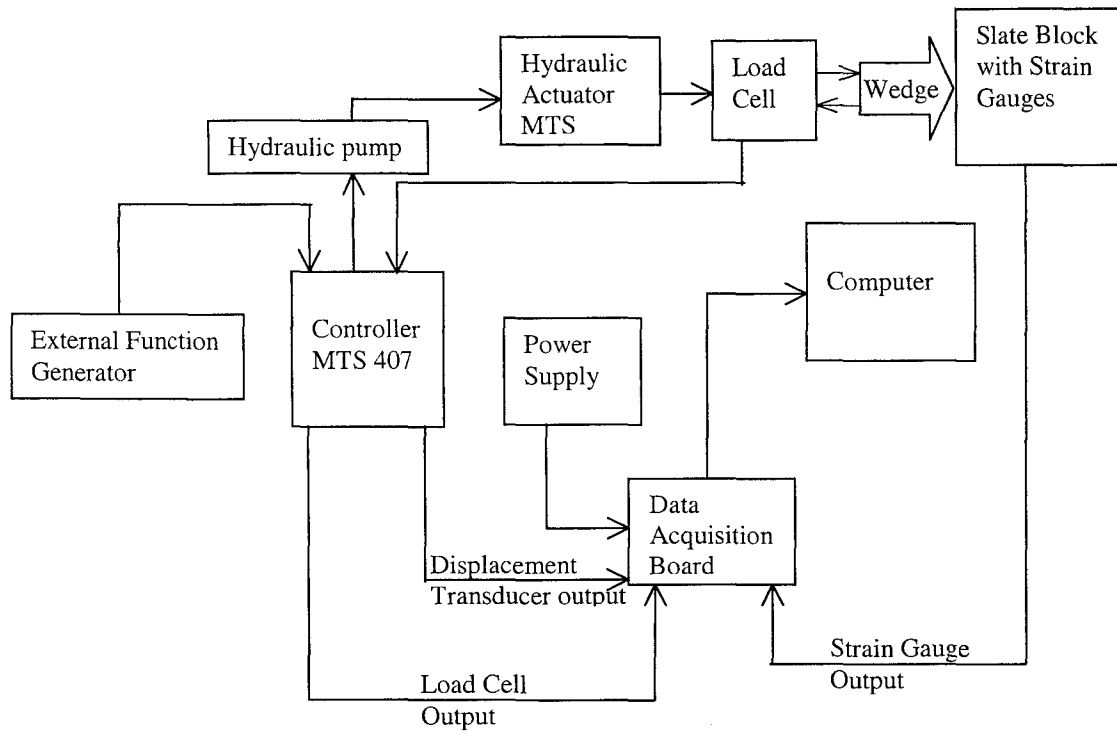 Slate Block
with Strain
Gauges
Hydraulic
Actuator
MTS
Load
Cell
Wedge
Hydraulic pump
Computer
External Function
Generator
Controller
MTS 407
Power
Supply
Data
Acquisition
Board
Displacement
Transducer output
Strain Gauge
Output
Load Cell
Output